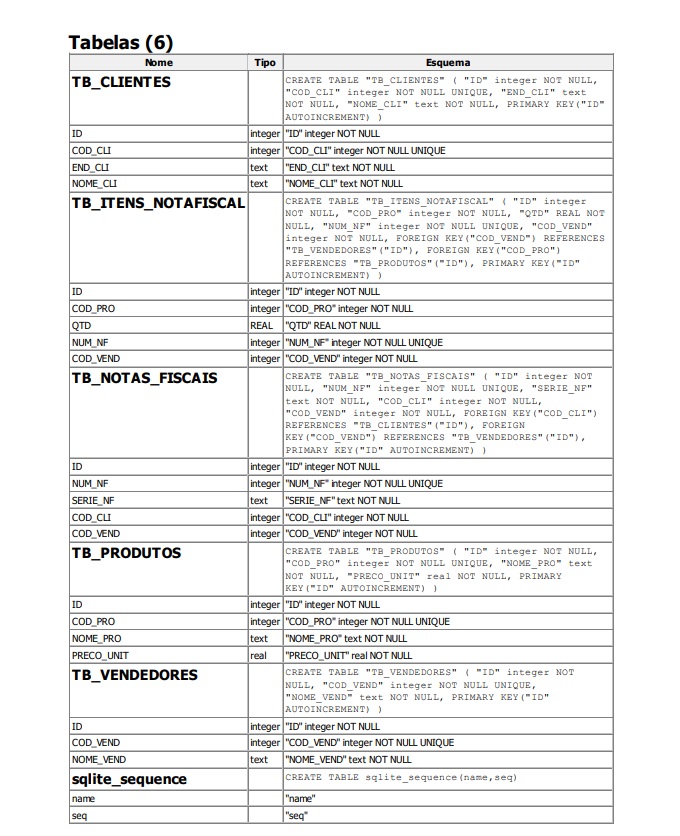 Tabelas (6)
Nome Tipo Esquema
TB_CLIENTES CREATE TABLE "TB_CLIENTES" ( "ID" integer NOT NULL,
"COD_CLI" integer NOT NULL UNIQUE, "END_CLI" text
NOT NULL, "NOME_CLI" text NOT NULL, PRIMARY KEY("ID"
AUTOINCREMENT) )
ID integer "ID" integer NOT NULL
COD_CLI integer "COD_CLI" integer NOT NULL UNIQUE
END_CLI text "END_CLI" text NOT NULL
NOME_CLI text "NOME_CLI" text NOT NULL
TB_ITENS_NOTAFISCAL CREATE TABLE "TB_ITENS_NOTAFISCAL" ( "ID" integer
NOT NULL, "COD_PRO" integer NOT NULL, "QTD" REAL NOT
NULL, "NUM_NF" integer NOT NULL UNIQUE, "COD_VEND"
integer NOT NULL, FOREIGN KEY("COD_VEND") REFERENCES
"TB_VENDEDORES"("ID"), FOREIGN KEY("COD_PRO")
REFERENCES "TB_PRODUTOS"("ID"), PRIMARY KEY("ID"
AUTOINCREMENT) )
ID integer "ID" integer NOT NULL
COD_PRO integer "COD_PRO" integer NOT NULL
QTD REAL "QTD" REAL NOT NULL
NUM_NF integer "NUM_NF" integer NOT NULL UNIQUE
COD_VEND integer "COD_VEND" integer NOT NULL
TB_NOTAS_FISCAIS CREATE TABLE "TB_NOTAS_FISCAIS" ( "ID" integer NOT
NULL, "NUM_NF" integer NOT NULL UNIQUE, "SERIE_NF"
text NOT NULL, "COD_CLI" integer NOT NULL,
"COD_VEND" integer NOT NULL, FOREIGN KEY("COD_CLI")
REFERENCES "TB_CLIENTES"("ID"), FOREIGN
KEY("COD_VEND") REFERENCES "TB_VENDEDORES"("ID"),
PRIMARY KEY("ID" AUTOINCREMENT) )
ID integer "ID" integer NOT NULL
NUM_NF integer "NUM_NF" integer NOT NULL UNIQUE
SERIE_NF text "SERIE_NF" text NOT NULL
COD_CLI integer "COD_CLI" integer NOT NULL
COD_VEND integer "COD_VEND" integer NOT NULL
TB_PRODUTOS CREATE TABLE "TB_PRODUTOS" ( "ID" integer NOT NULL,
"COD_PRO" integer NOT NULL UNIQUE, "NOME_PRO" text
NOT NULL, "PRECO_UNIT" real NOT NULL, PRIMARY
KEY("ID" AUTOINCREMENT) )
ID integer "ID" integer NOT NULL
COD_PRO integer "COD_PRO" integer NOT NULL UNIQUE
NOME_PRO text "NOME_PRO" text NOT NULL
PRECO_UNIT real "PRECO_UNIT" real NOT NULL
TB_VENDEDORES CREATE TABLE "TB_VENDEDORES" ( "ID" integer NOT
NULL, "COD_VEND" integer NOT NULL UNIQUE,
"NOME_VEND" text NOT NULL, PRIMARY KEY("ID"
AUTOINCREMENT) )
ID integer "ID" integer NOT NULL
COD_VEND integer "COD_VEND" integer NOT NULL UNIQUE
NOME_VEND text "NOME_VEND" text NOT NULL
sqlite_sequence CREATE TABLE sqlite_sequence(name,seq)
name "name"
seq "seq"